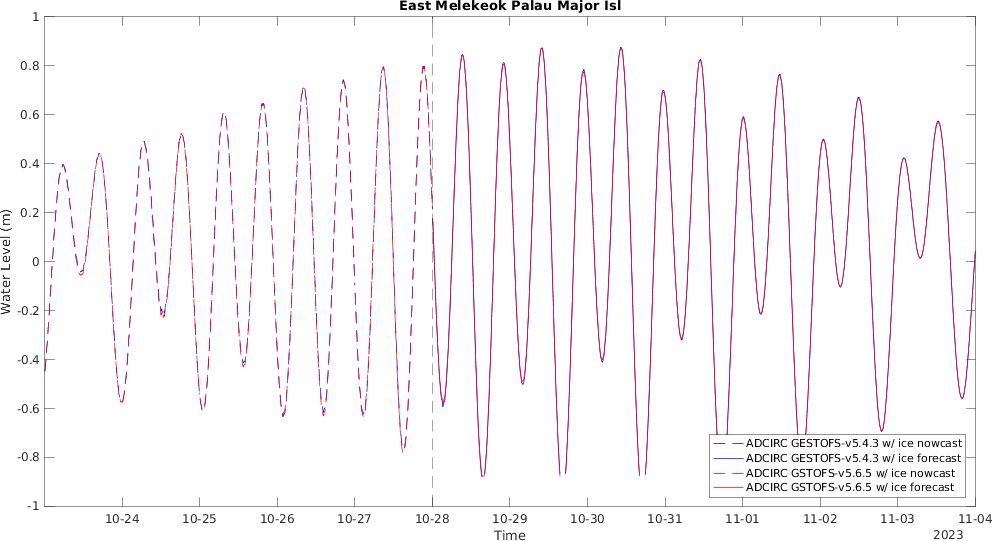 East Melekeok Palau Major Isl
1
0.8
0.6
0.4
0.2
0
-0.2
-0.4
-0.6
-0.8
-1
Water Level (m)
ADCIRC GESTOFS-v5.4.3 w/ ice nowcast
ADCIRC GESTOFS-v5.4.3 w/ ice forecast
ADCIRC GSTOFS-v5.6.5 w/ ice nowcast
ADCIRC GSTOFS-v5.6.5 w/ ice forecast
10-24 10-25 10-26 10-27 10-28 10-29 10-30 10-31 11-01 11-02 11-03 11-04
Time
2023